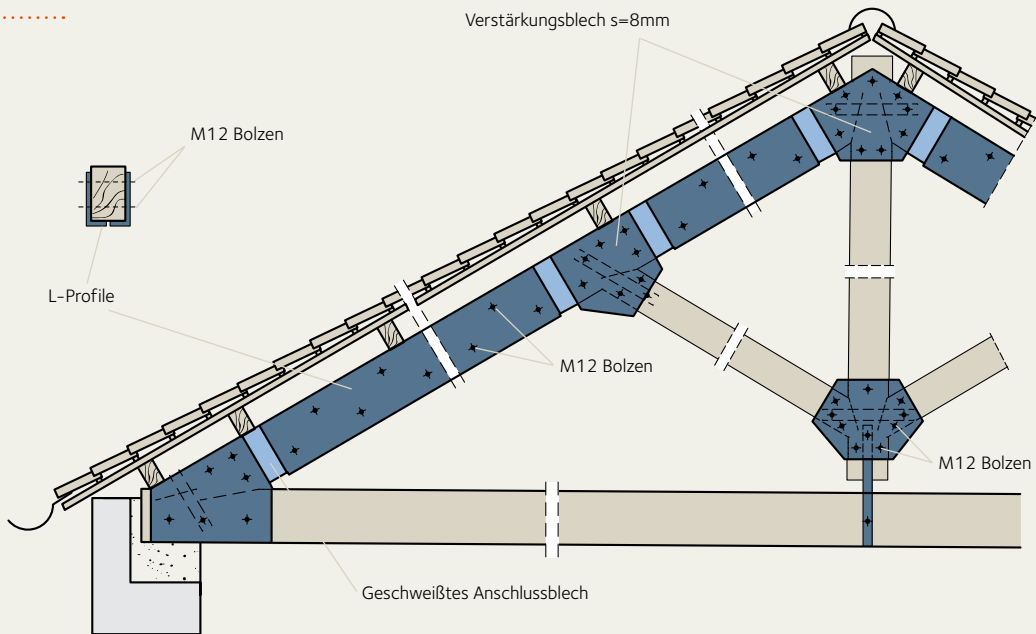 Verstärkungsblech s=8mm
M12 Bolzen
L-Profile
M12 Bolzen
M12 Bolzen
Geschweißtes Anschlussblech